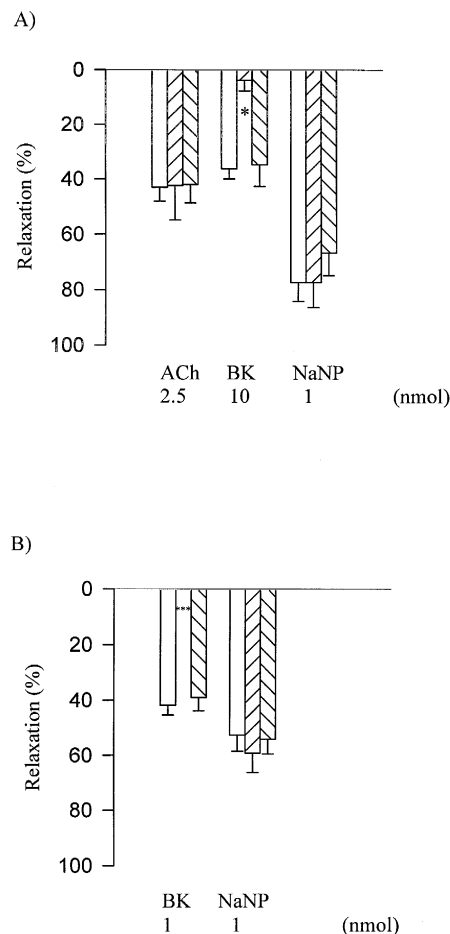 A)
0
20
40
60
80
100
Relaxation (%)
*
ACh BK NaNP
2.5 10 1 (nmol)
B)
0
20
40
60
80
100
Relaxation (%)
***
BK NaNP
1 1 (nmol)